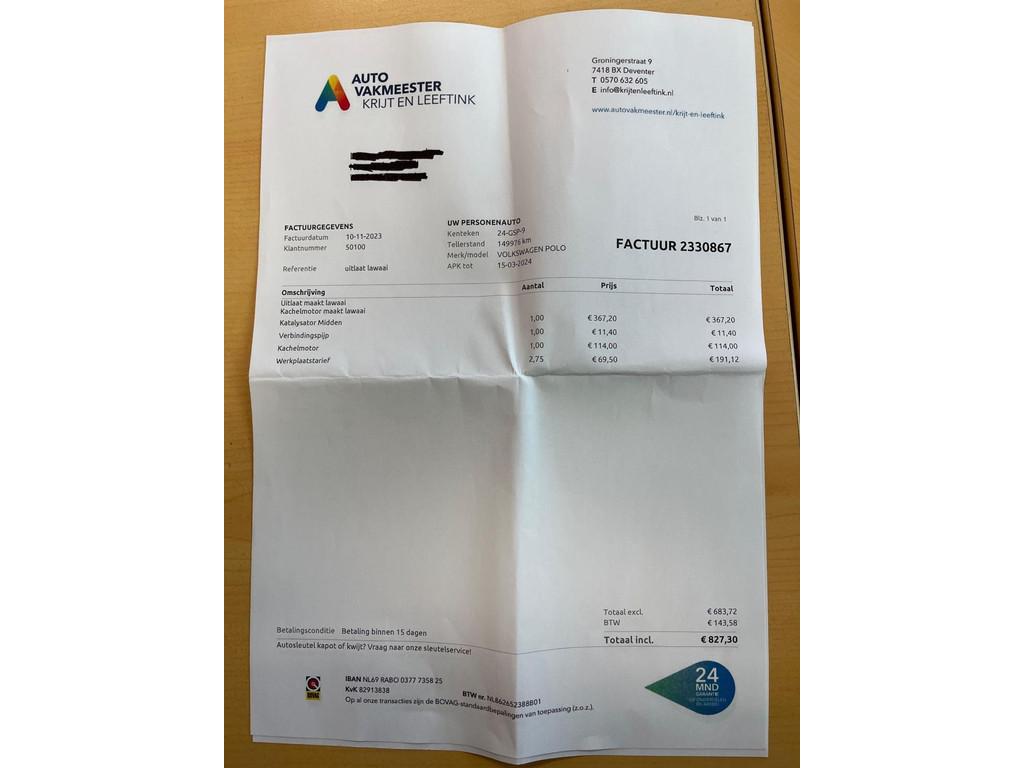 AUTO
VAKMEESTER
KRIJT EN LEEFTINK
Groningerstraat 9
7418 BX Deventer
T 0570 632 605
E info@krijtenleeftink.nl
www.autovakmeester.nl/krijt-en-leeftink
Blz. 1 van 1
FACTUURGEGEVENS
Factuurdatum 10-11-2023
Klantnummer 50100
Referentie uitlaat lawaai
UW PERSONENAUTO
Kenteken 24-GSP-9
Tellerstand 149976 km
Merk/model VOLKSWAGEN POLO
APK tot 15-03-2024
FACTUUR 2330867
Omschrijving Aantal Prijs Totaal
Uitlaat maakt lawaai
Kachelmotor maakt lawaai
Katalysator Midden 1,00 € 367,20 € 367,20
Verbindingspijp 1,00 € 11,40 € 11,40
Kachelmotor 1,00 € 114,00 € 114,00
Werkplaatstarief 2,75 € 69,50 € 191,12
Totaal excl. € 683,72
BTW € 143,58
Totaal incl. € 827,30
Betalingsconditie Betaling binnen 15 dagen
Autosleutel kapot of kwijt? Vraag naar onze sleutelservice!
BOVAG
IBAN NL69 RABO 0377 7358 25
KvK 82913838 BTW nr. NL862652388B01
Op al onze transacties zijn de BOVAG-standaardbepalingen van toepassing (z.o.z.).
24
MND
GARANTIE
op onderdelen
én arbeid